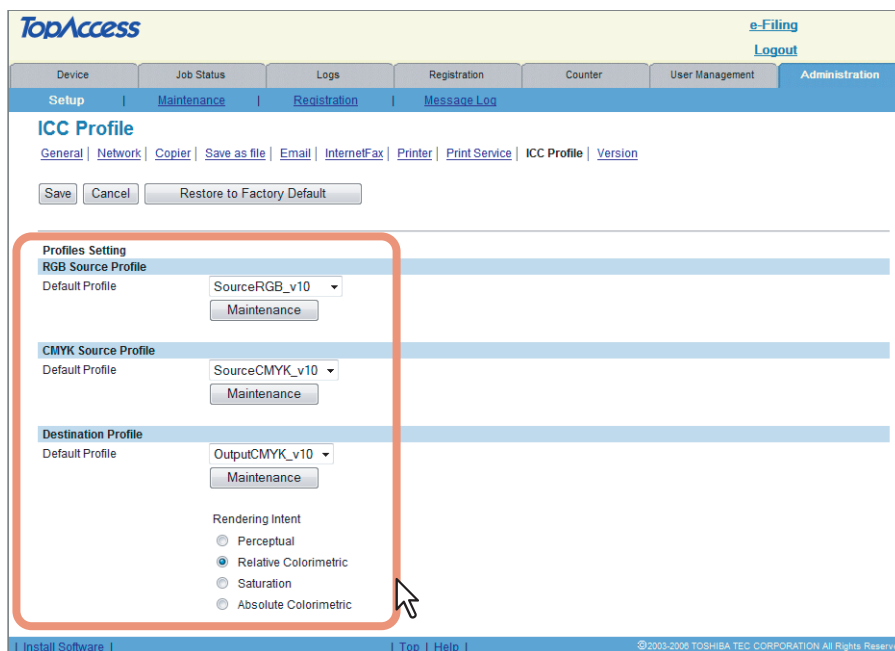 TopAccess
e-Filing
Logout
Device Job Status Logs Registration Counter User Management Administration
Setup | Maintenance | Registration | Message Log
ICC Profile
General | Network | Copier | Save as file | Email | InternetFax | Printer | Print Service | ICC Profile | Version
Save Cancel Restore to Factory Default
Profiles Setting
RGB Source Profile
Default Profile SourceRGB_v10
Maintenance
CMYK Source Profile
Default Profile SourceCMYK_v10
Maintenance
Destination Profile
Default Profile OutputCMYK_v10
Maintenance
Rendering Intent
Perceptual
Relative Colorimetric
Saturation
Absolute Colorimetric
| Install Software | | Top | Help | ©2003-2006 TOSHIBA TEC CORPORATION All Rights Reserve